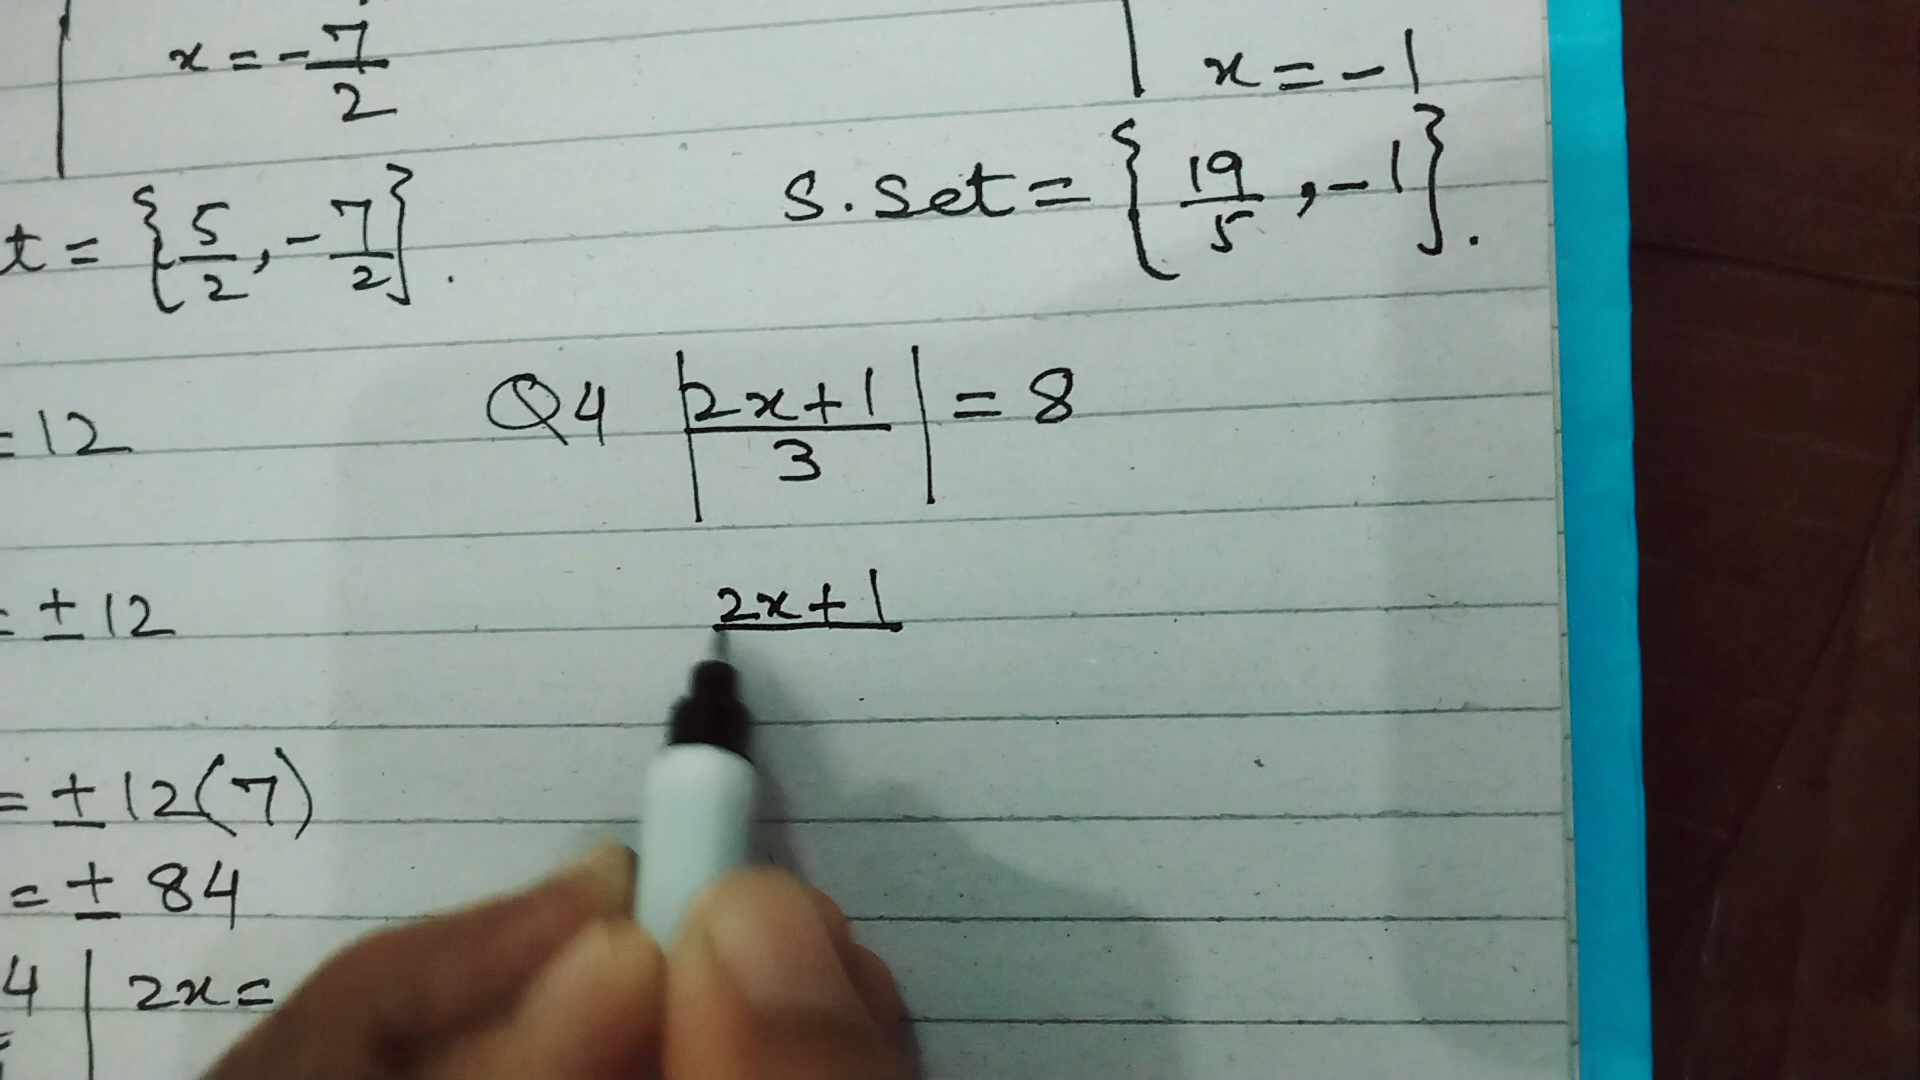 x = -7/2
x = -1
t = {5/2, -7/2}.
S.Set = {19/5, -1}.
= 12
Q4 |2x+1/3| = 8
= ±12
2x+1
= ±12(7)
= ±84
4 | 2x =